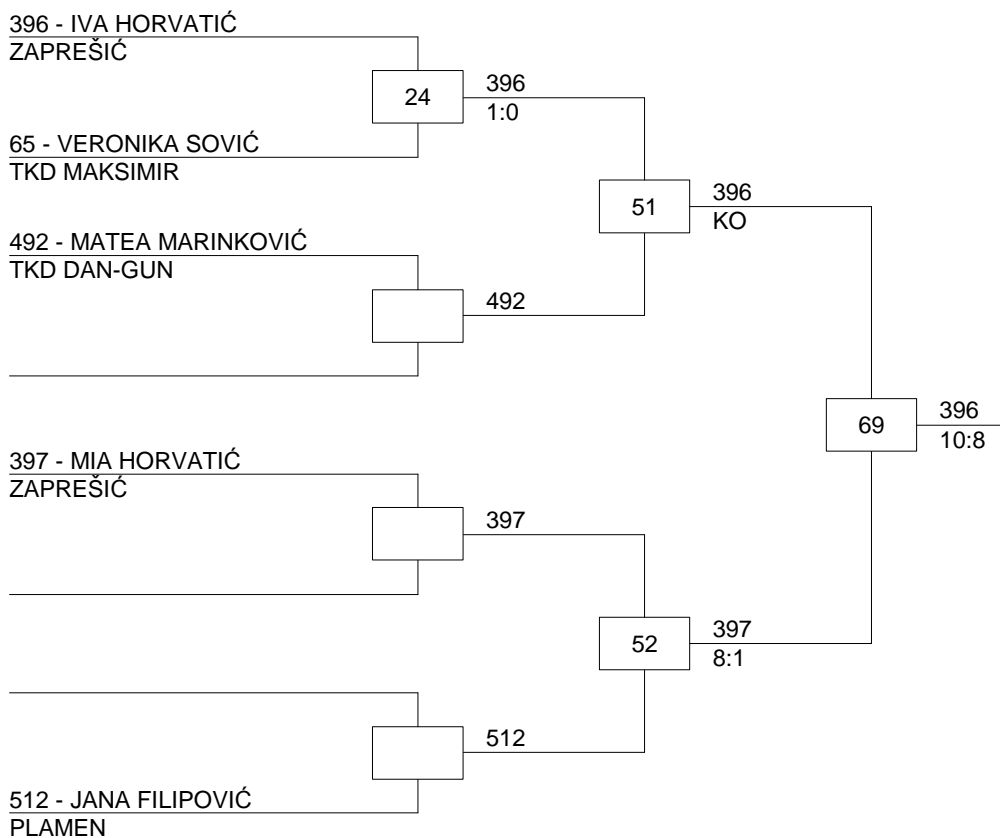 396 - IVA HORVATIĆ
ZAPREŠIĆ
24
396
1:0
65 - VERONIKA SOVIĆ
TKD MAKSIMIR
51
396
KO
492 - MATEA MARINKOVIĆ
TKD DAN-GUN
492
69
396
10:8
397 - MIA HORVATIĆ
ZAPREŠIĆ
397
52
397
8:1
512
512 - JANA FILIPOVIĆ
PLAMEN